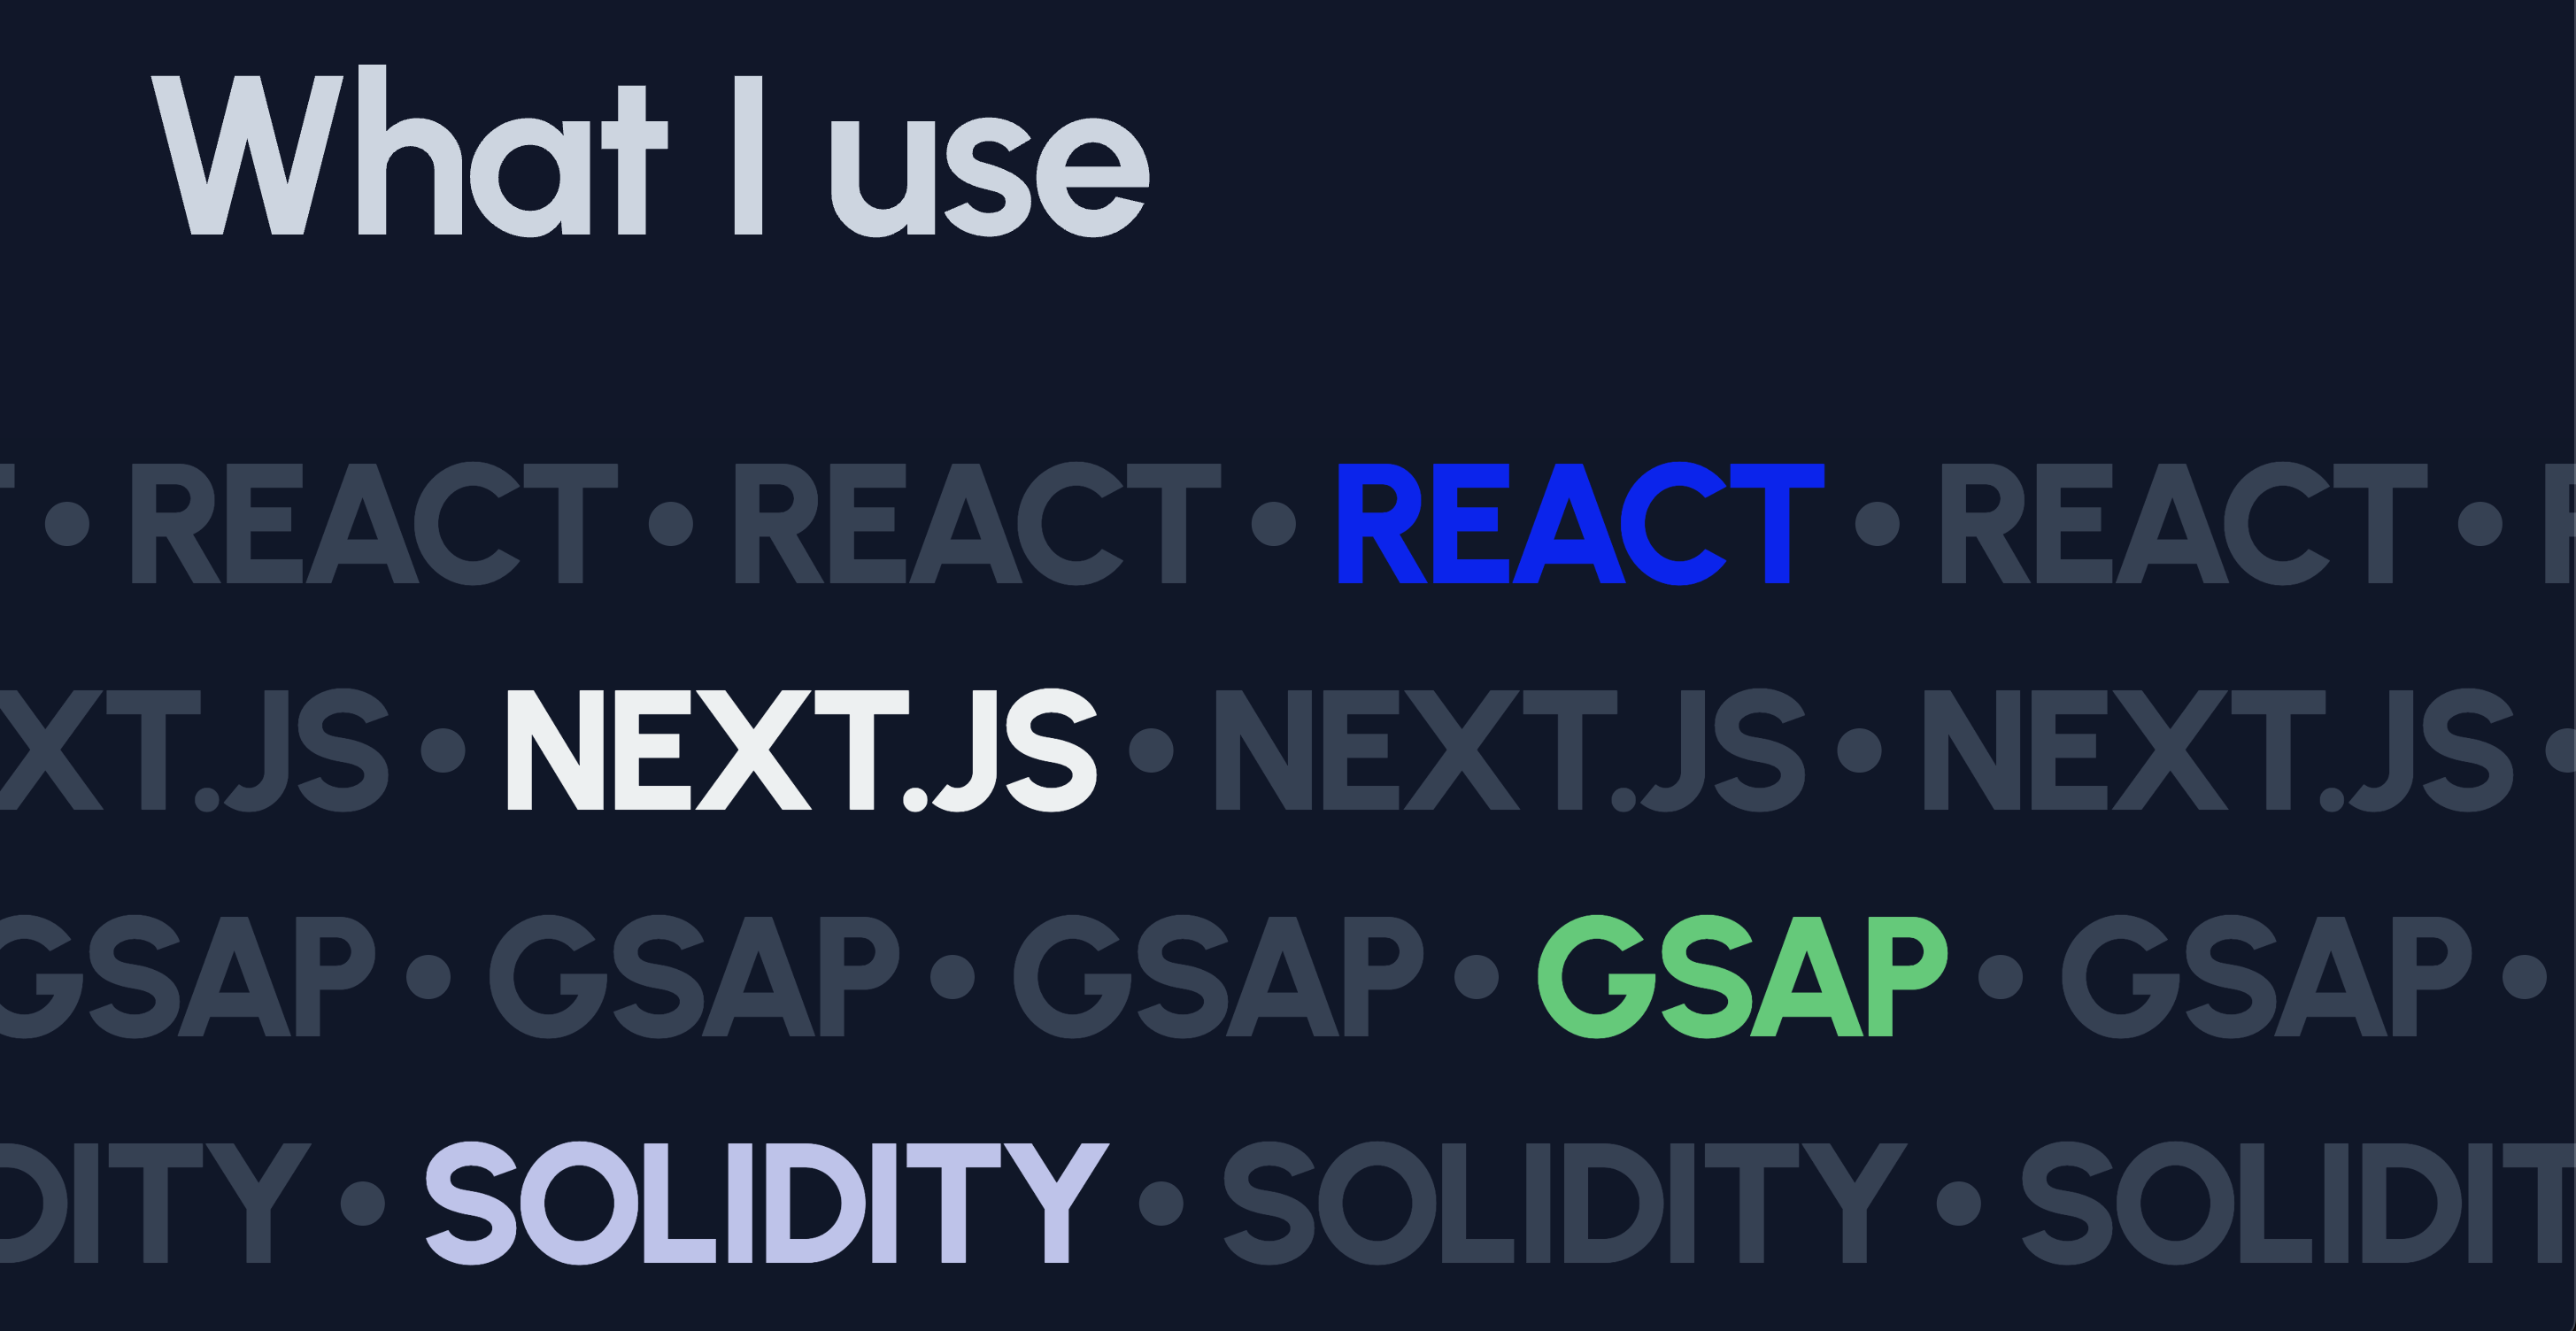 What I use
T • REACT • REACT • REACT • REACT • R
XT.JS • NEXT.JS • NEXT.JS • NEXT.JS •
GSAP • GSAP • GSAP • GSAP • GSAP •
DITY • SOLIDITY • SOLIDITY • SOLIDIT